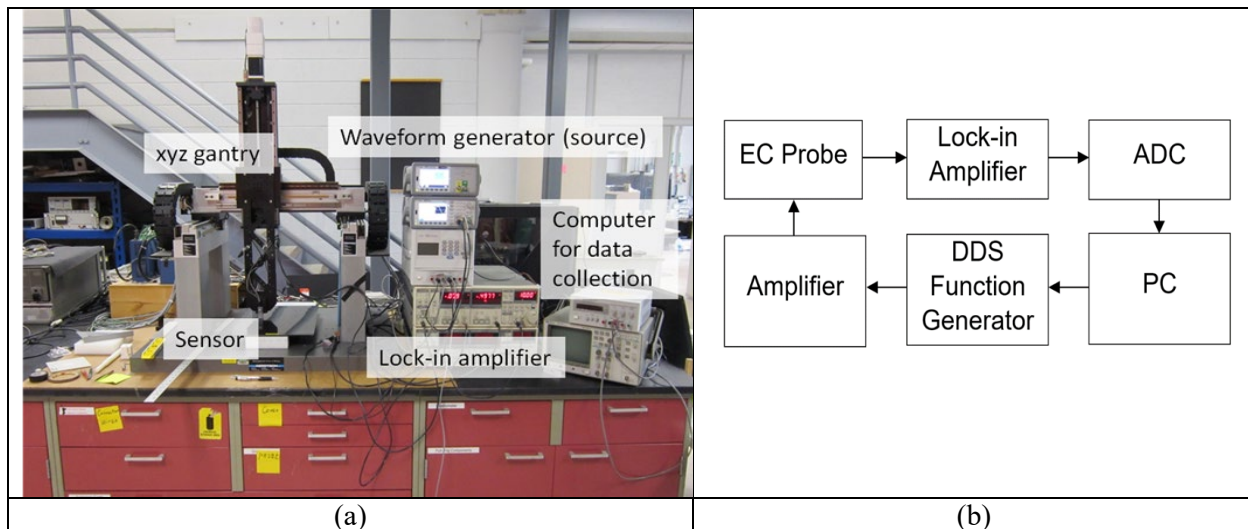 xyz gantry
Waveform generator (source)
Computer
for data
collection
Sensor
Lock-in amplifier
(a)
EC Probe
Lock-in
Amplifier
ADC
Amplifier
DDS
Function
Generator
PC
(b)